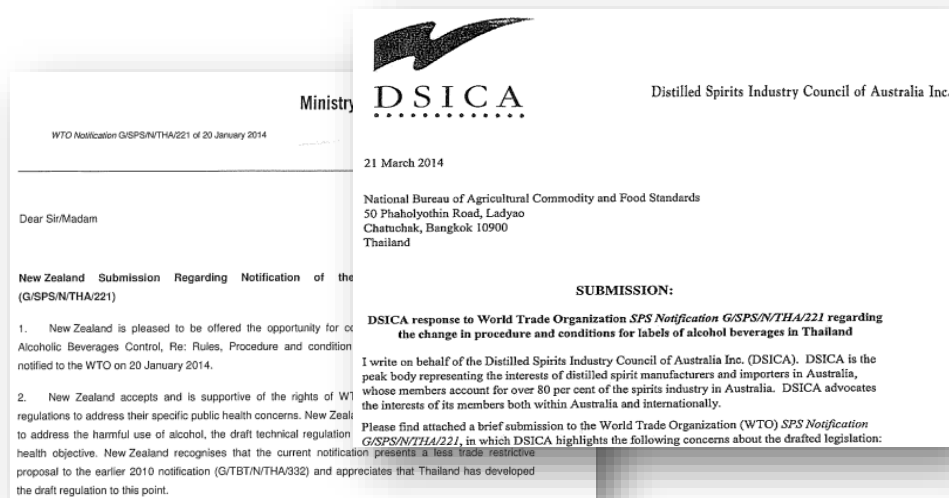 Ministry
WTO Notification G/SPS/N/THA/221 of 20 January 2014
Dear Sir/Madam
New Zealand Submission Regarding Notification of the
(G/SPS/N/THA/221)
1. New Zealand is pleased to be offered the opportunity for
Alcoholic Beverages Control, Re: Rules, Procedure and condition
notified to the WTO on 20 January 2014.
2. New Zealand accepts and is supportive of the rights of
regulations to address their specific public health concerns. New
to address the harmful use of alcohol, the draft technical regulation
health objective. New Zealand recognises that the current notification presents a less trade restrictive
proposal to the earlier 2010 notification (G/TBT/N/THA/332) and appreciates that Thailand has developed
the draft regulation to this point.
DSICA
Distilled Spirits Industry Council of Australia Inc.
21 March 2014
National Bureau of Agricultural Commodity and Food Standards
50 Phaholyothin Road, Ladyao
Chatuchak, Bangkok 10900
Thailand
SUBMISSION:
DSICA response to World Trade Organization SPS Notification G/SPS/N/THA/221 regarding
the change in procedure and conditions for labels of alcohol beverages in Thailand
I write on behalf of the Distilled Spirits Industry Council of Australia Inc. (DSICA). DSICA is the
peak body representing the interests of distilled spirit manufacturers and importers in Australia,
whose members account for over 80 per cent of the spirits industry in Australia. DSICA advocates
the interests of its members both within Australia and internationally.
Please find attached a brief submission to the World Trade Organization (WTO) SPS Notification
G/SPS/N/THA/221, in which DSICA highlights the following concerns about the drafted legislation: